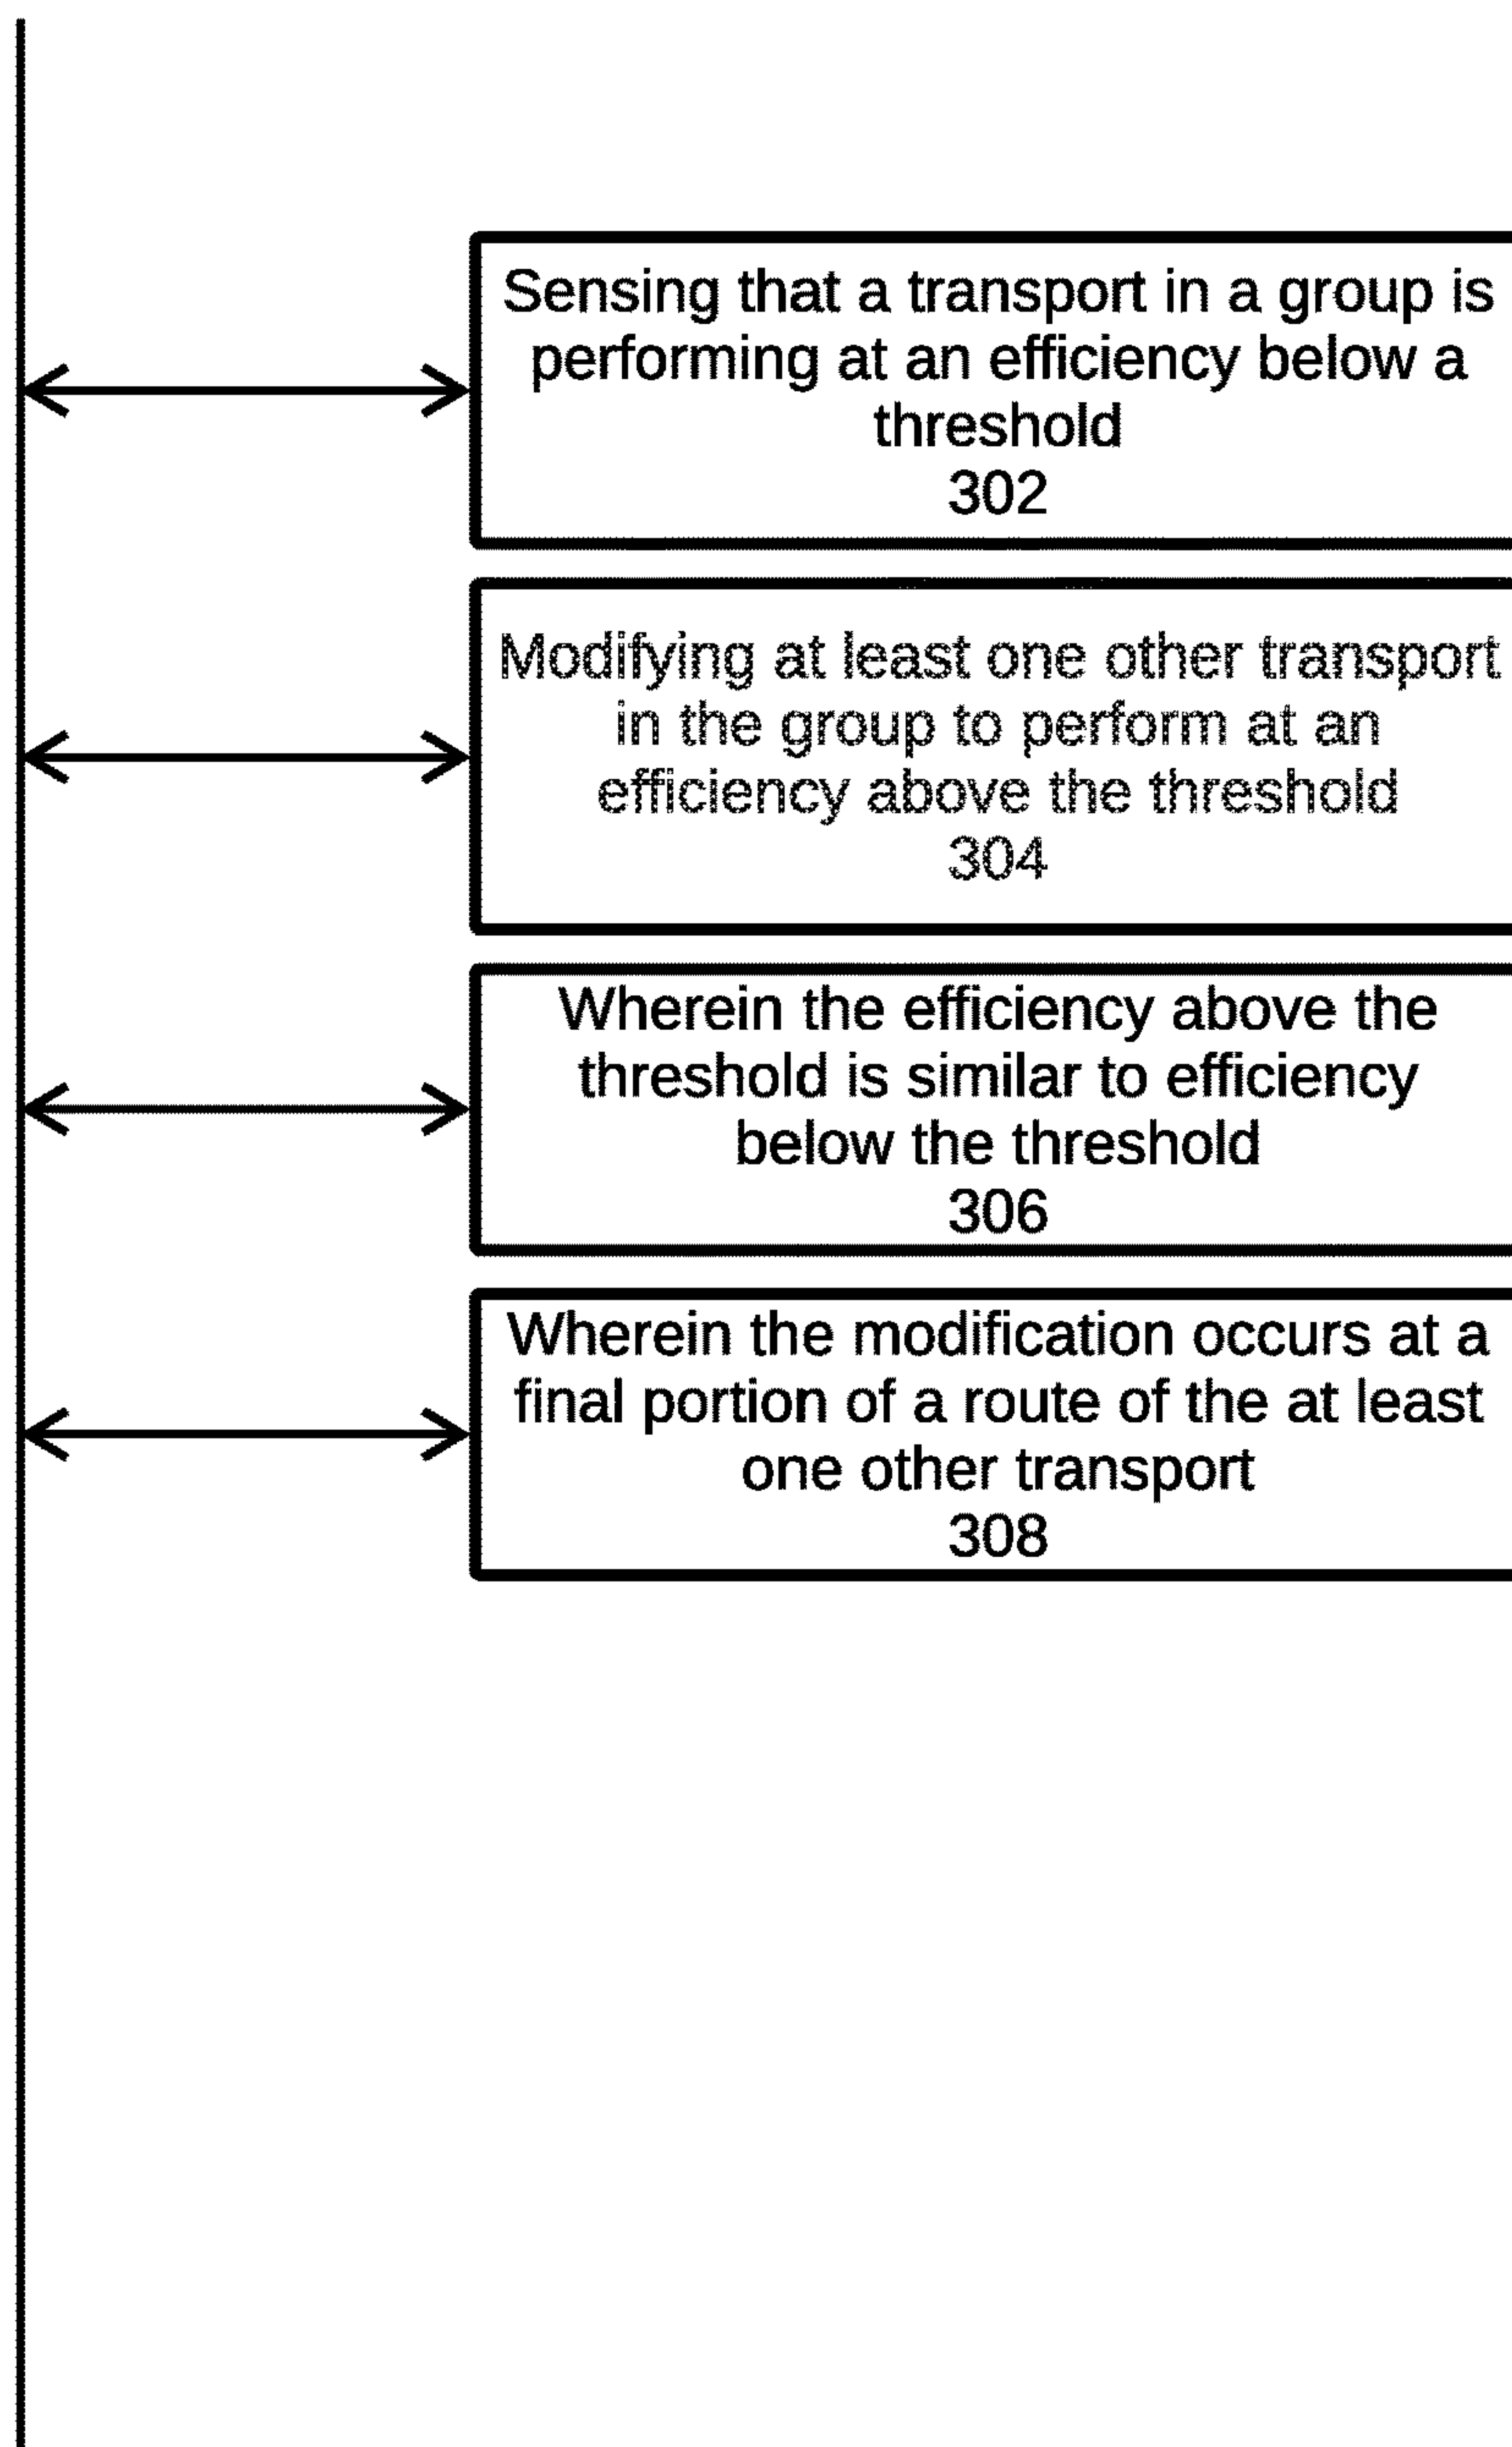 Sensing that a transport in a group is
performing at an efficiency below a
threshold
302
Modifying at least one other transport
in the group to perform at an
efficiency above the threshold
304
Wherein the efficiency above the
threshold is similar to efficiency
below the threshold
306
Wherein the modification occurs at a
final portion of a route of the at least
one other transport
308